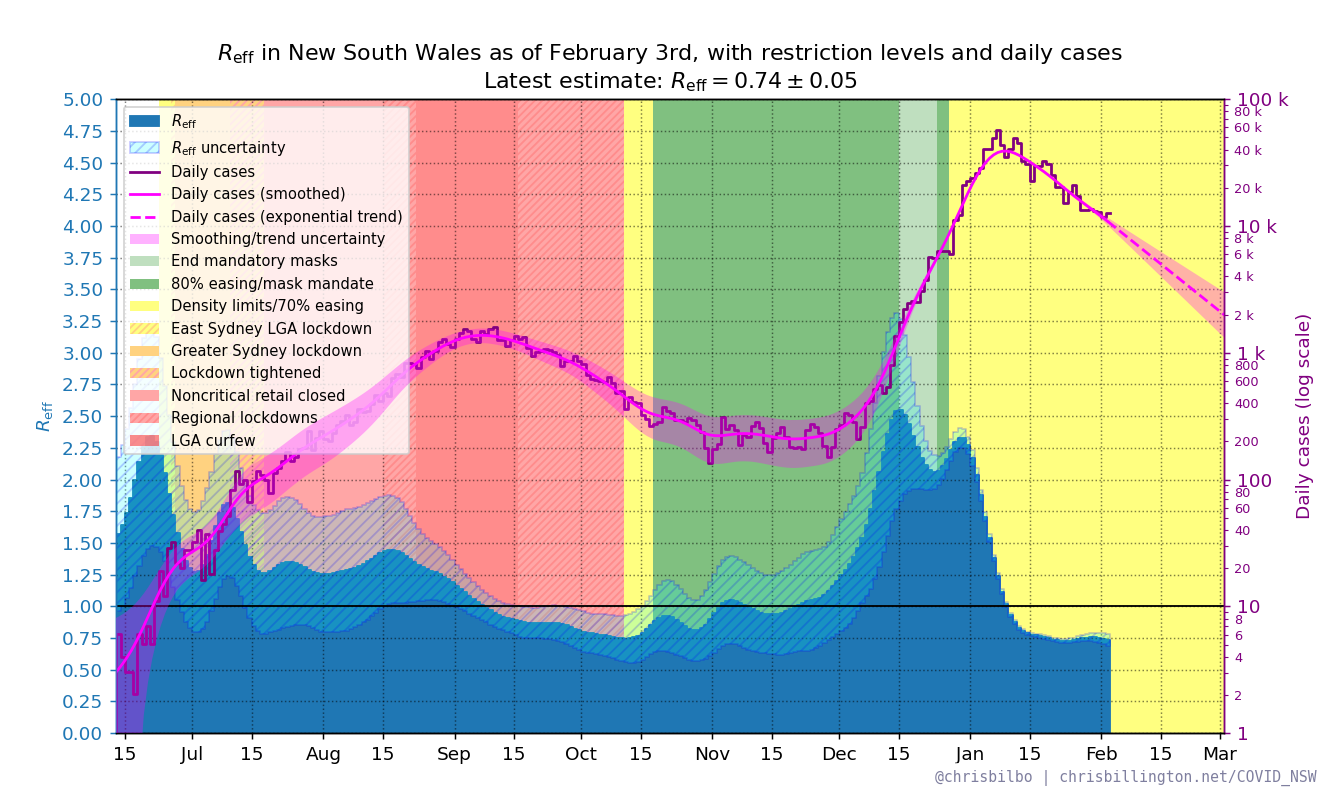 R_eff in New South Wales as of February 3rd, with restriction levels and daily cases
Latest estimate: R_eff = 0.74 ± 0.05
5.00
4.75
4.50
4.25
4.00
3.75
3.50
3.25
3.00
2.75
2.50
2.25
2.00
1.75
1.50
1.25
1.00
0.75
0.50
0.25
0.00
R_eff
R_eff
R_eff uncertainty
Daily cases
Daily cases (smoothed)
Daily cases (exponential trend)
Smoothing/trend uncertainty
End mandatory masks
80% easing/mask mandate
Density limits/70% easing
East Sydney LGA lockdown
Greater Sydney lockdown
Lockdown tightened
Noncritical retail closed
Regional lockdowns
LGA curfew
100 k
80 k
60 k
40 k
20 k
10 k
8 k
6 k
4 k
2 k
1 k
800
600
400
200
100
80
60
40
20
10
8
6
4
2
1
Daily cases (log scale)
15 Jul 15 Aug 15 Sep 15 Oct 15 Nov 15 Dec 15 Jan 15 Feb 15 Mar
@chrisbilbo | chrisbillington.net/COVID_NSW